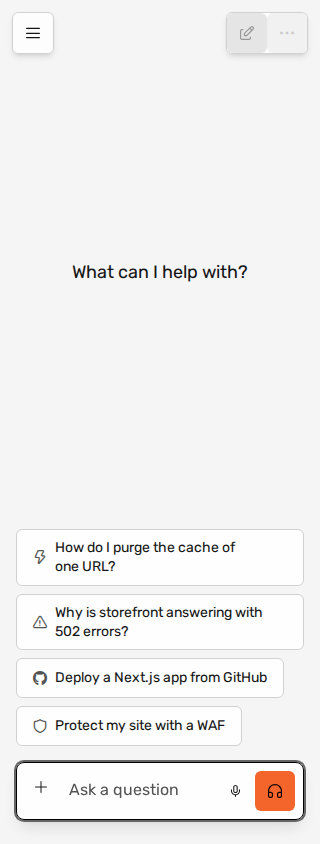 What can I help with?
How do I purge the cache of
one URL?
Why is storefront answering with
502 errors?
Deploy a Next.js app from GitHub
Protect my site with a WAF
Ask a question